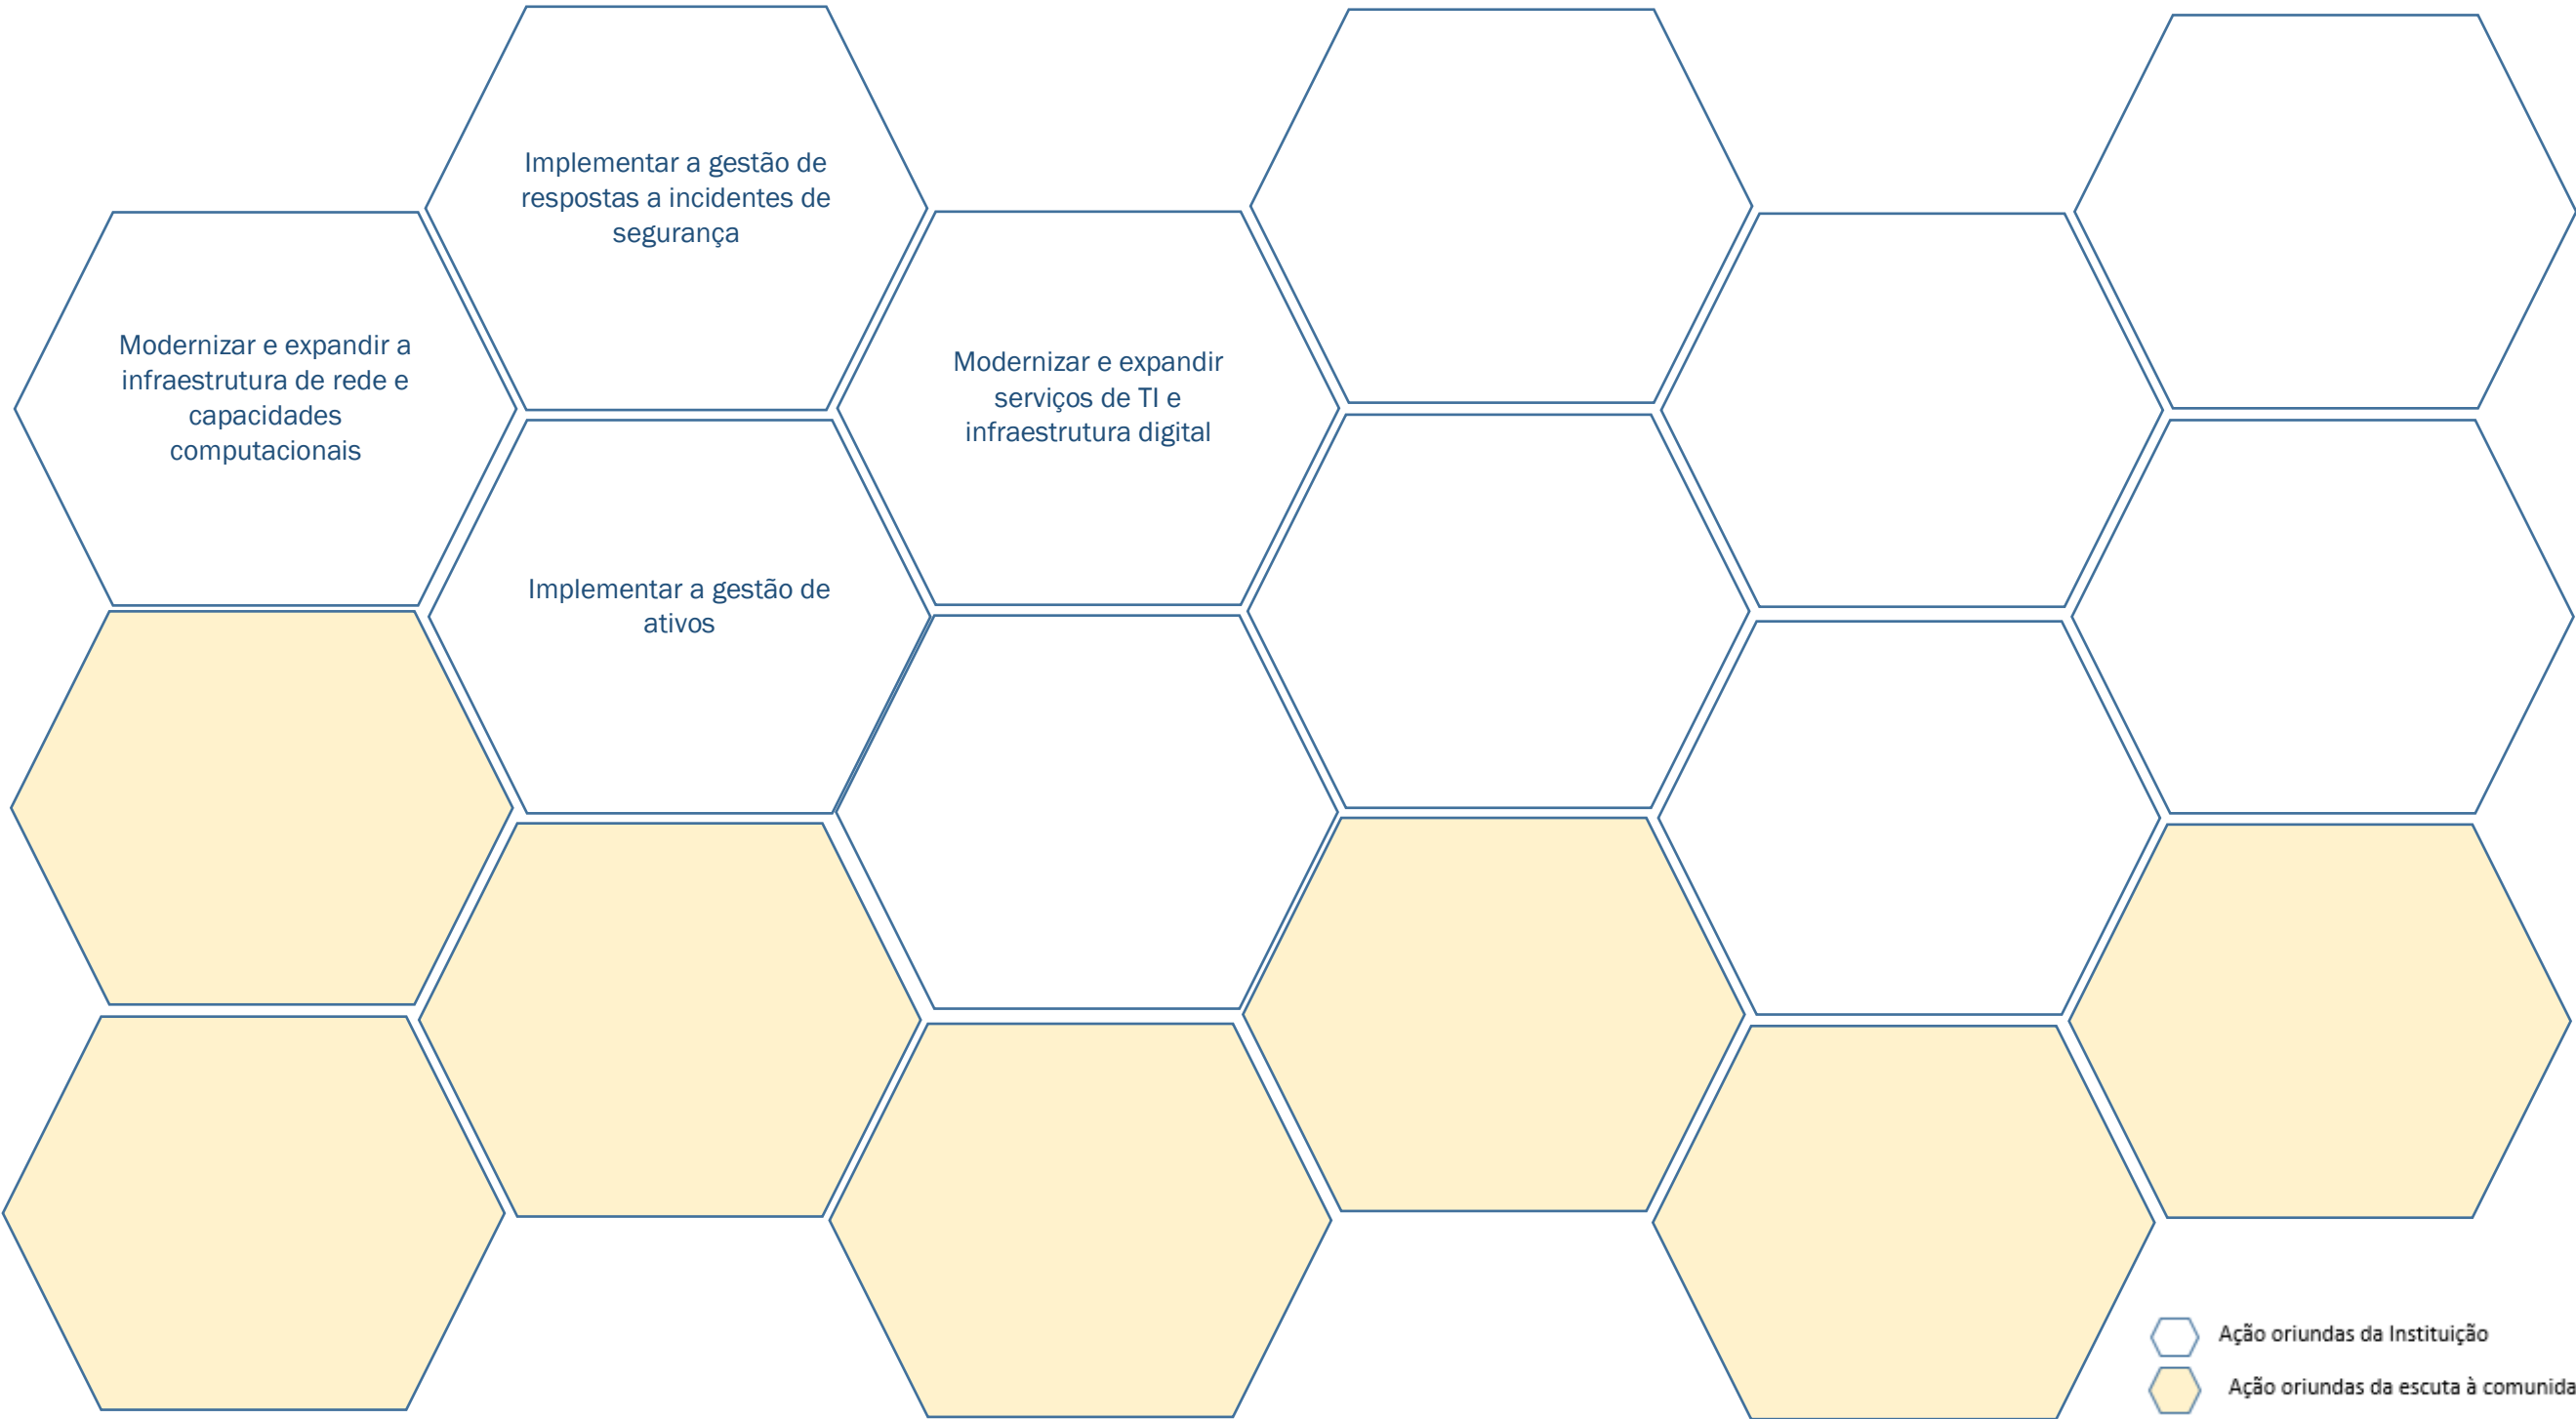 Implementar a gestão de
respostas a incidentes de
segurança
Modernizar e expandir a
infraestrutura de rede e
capacidades
computacionais
Modernizar e expandir
serviços de TI e
infraestrutura digital
Implementar a gestão de
ativos
Ação oriundas da Instituição
Ação oriundas da escuta à comunida